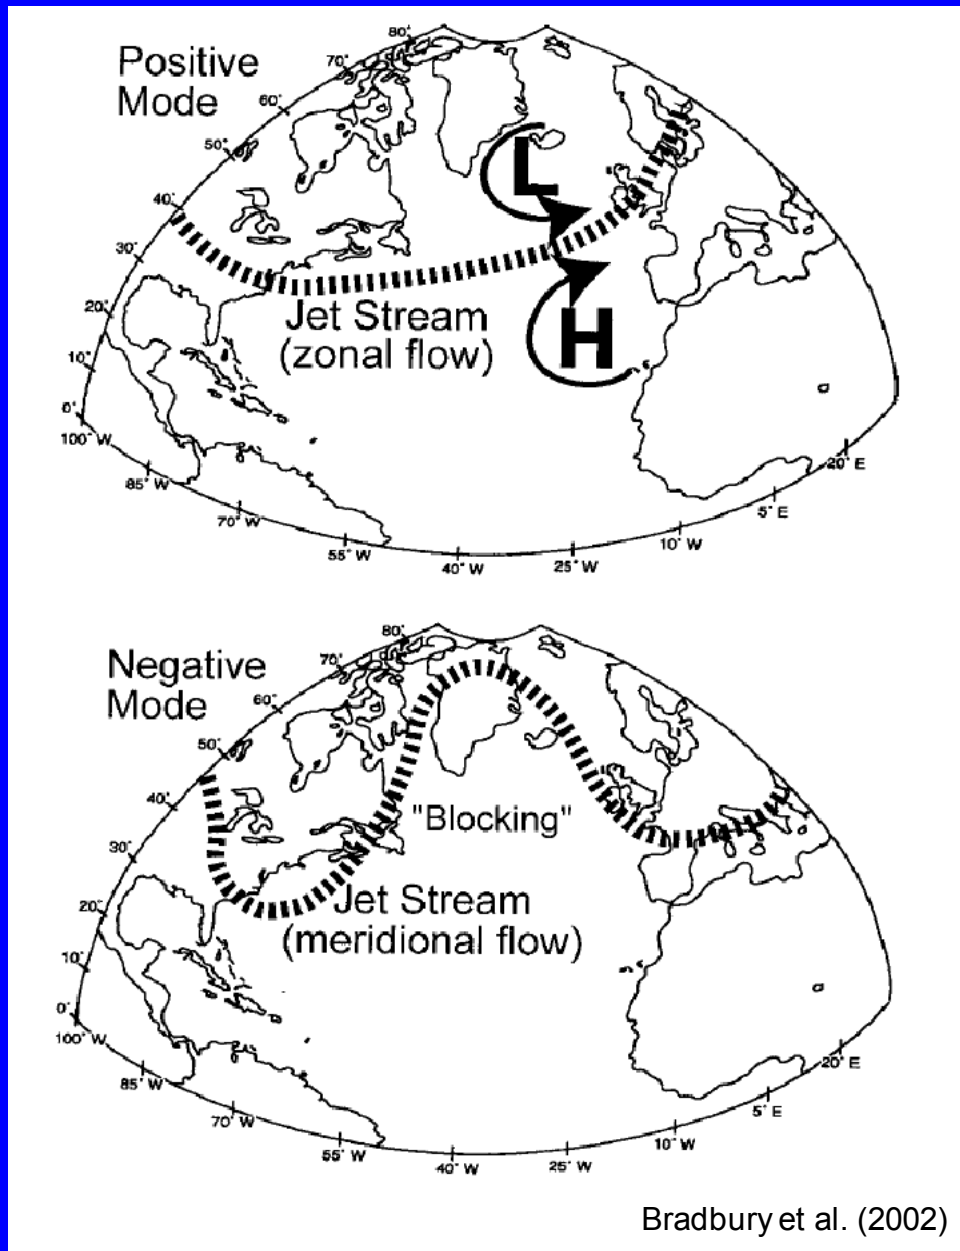 Positive
Mode
80°
70°
60°
50°
40°
30°
20°
10°
0°
100° W
85° W
70° W
55° W
40° W
25° W
10° W
5° E
20° E
L
H
Jet Stream
(zonal flow)
Negative
Mode
80°
70°
60°
50°
40°
30°
20°
10°
0°
100° W
85° W
70° W
55° W
40° W
25° W
10° W
5° E
20° E
"Blocking"
Jet Stream
(meridional flow)
Bradbury et al. (2002)